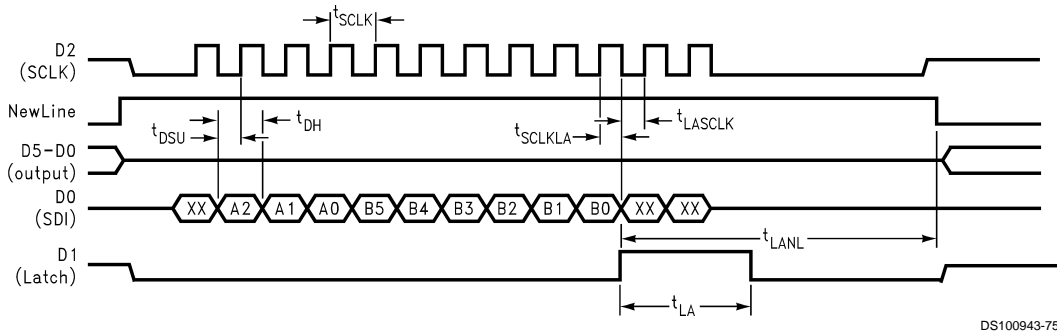 tSCLK
D2
(SCLK)
NewLine
tDSU
tDH
tSCLKLA
tLASCLK
D5-D0
(output)
D0
(SDI)
XX A2 A1 A0 B5 B4 B3 B2 B1 B0 XX XX
tLANL
D1
(Latch)
tLA
DS100943-75